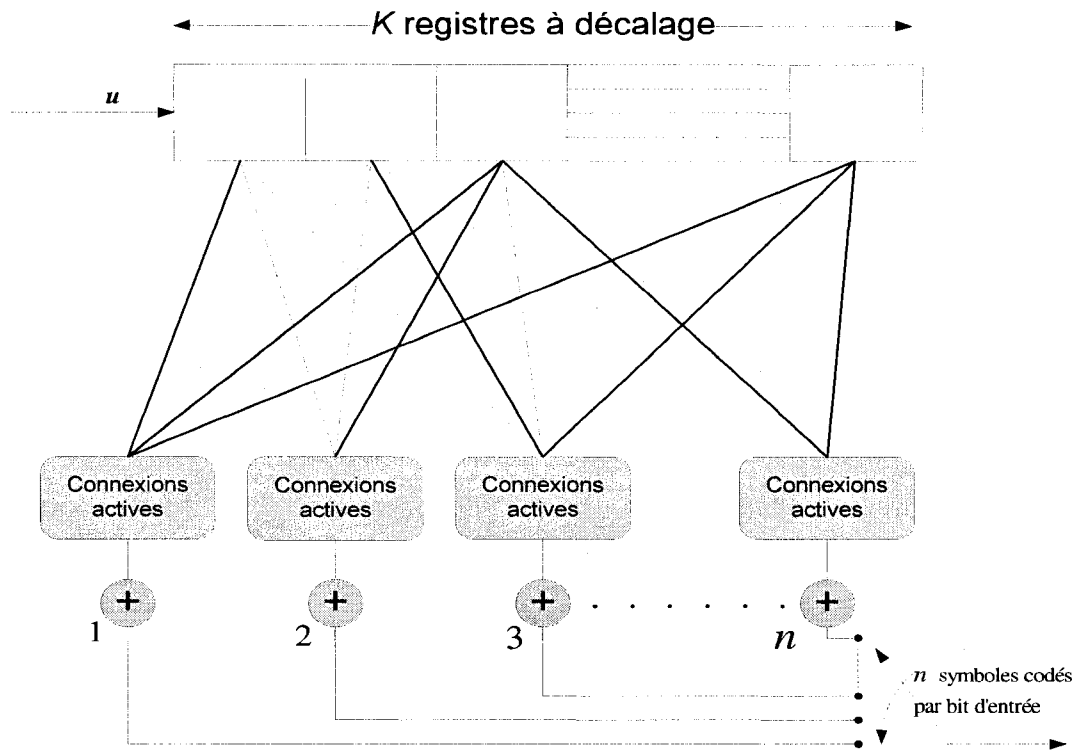 K registres à décalage
u
Connexions actives
Connexions actives
Connexions actives
Connexions actives
+
+
+
+
1
2
3
n
n symboles codés
par bit d'entrée